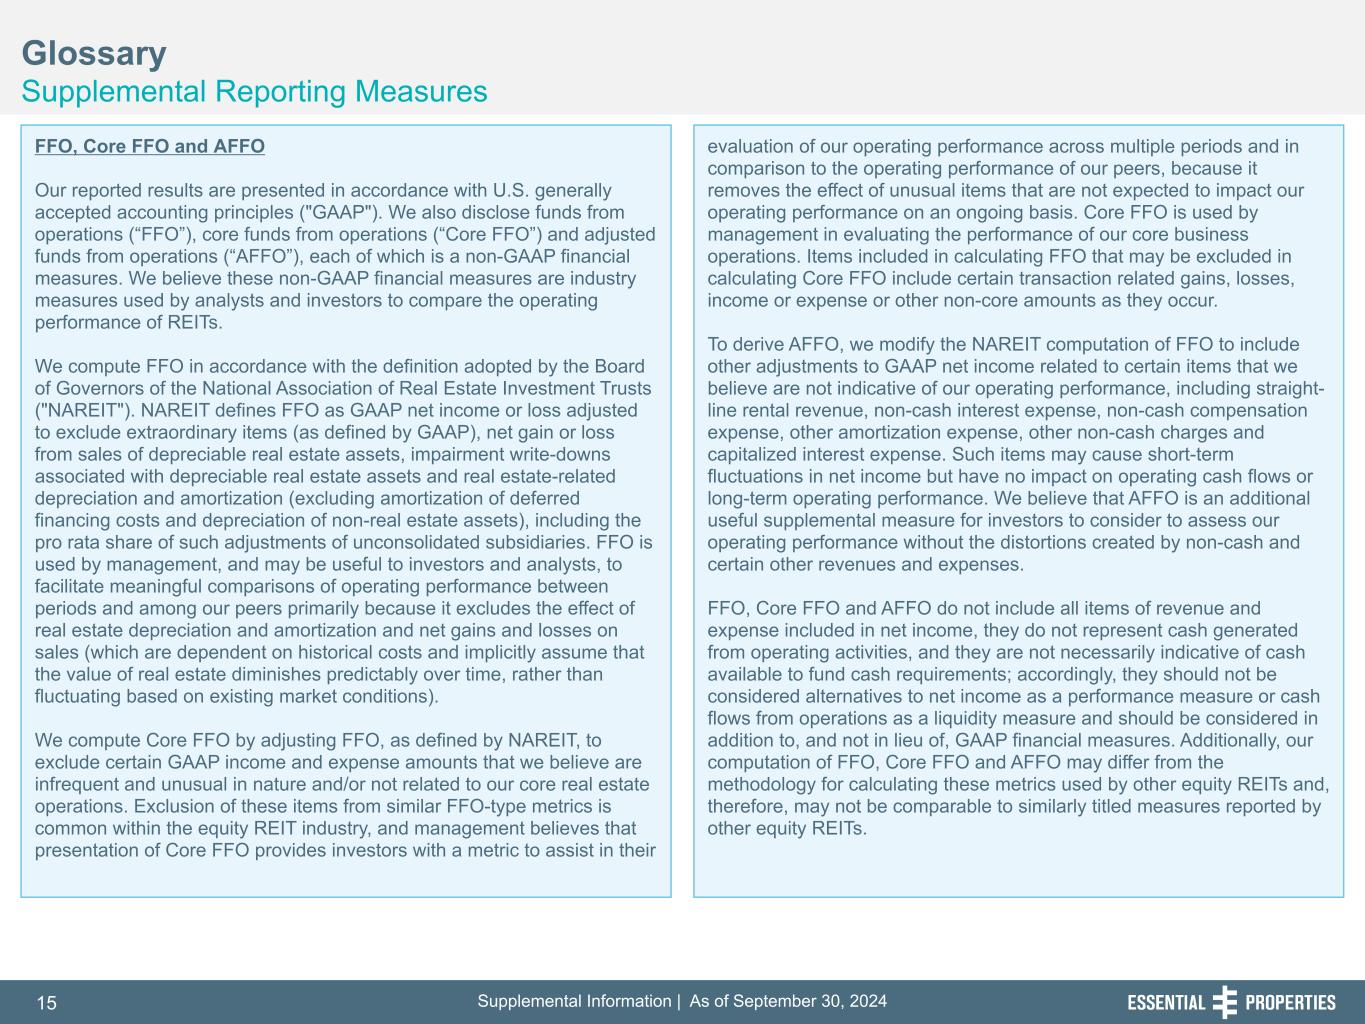 Glossary
Supplemental Reporting Measures
FFO, Core FFO and AFFO
Our reported results are presented in accordance with U.S. generally
accepted accounting principles ("GAAP"). We also disclose funds from
operations (“FFO”), core funds from operations (“Core FFO”) and adjusted
funds from operations (“AFFO”), each of which is a non-GAAP financial
measures. We believe these non-GAAP financial measures are industry
measures used by analysts and investors to compare the operating
performance of REITs.
We compute FFO in accordance with the definition adopted by the Board
of Governors of the National Association of Real Estate Investment Trusts
("NAREIT"). NAREIT defines FFO as GAAP net income or loss adjusted
to exclude extraordinary items (as defined by GAAP), net gain or loss
from sales of depreciable real estate assets, impairment write-downs
associated with depreciable real estate assets and real estate-related
depreciation and amortization (excluding amortization of deferred
financing costs and depreciation of non-real estate assets), including the
pro rata share of such adjustments of unconsolidated subsidiaries. FFO is
used by management, and may be useful to investors and analysts, to
facilitate meaningful comparisons of operating performance between
periods and among our peers primarily because it excludes the effect of
real estate depreciation and amortization and net gains and losses on
sales (which are dependent on historical costs and implicitly assume that
the value of real estate diminishes predictably over time, rather than
fluctuating based on existing market conditions).
We compute Core FFO by adjusting FFO, as defined by NAREIT, to
exclude certain GAAP income and expense amounts that we believe are
infrequent and unusual in nature and/or not related to our core real estate
operations. Exclusion of these items from similar FFO-type metrics is
common within the equity REIT industry, and management believes that
presentation of Core FFO provides investors with a metric to assist in their
evaluation of our operating performance across multiple periods and in
comparison to the operating performance of our peers, because it
removes the effect of unusual items that are not expected to impact our
operating performance on an ongoing basis. Core FFO is used by
management in evaluating the performance of our core business
operations. Items included in calculating FFO that may be excluded in
calculating Core FFO include certain transaction related gains, losses,
income or expense or other non-core amounts as they occur.
To derive AFFO, we modify the NAREIT computation of FFO to include
other adjustments to GAAP net income related to certain items that we
believe are not indicative of our operating performance, including straight-
line rental revenue, non-cash interest expense, non-cash compensation
expense, other amortization expense, other non-cash charges and
capitalized interest expense. Such items may cause short-term
fluctuations in net income but have no impact on operating cash flows or
long-term operating performance. We believe that AFFO is an additional
useful supplemental measure for investors to consider to assess our
operating performance without the distortions created by non-cash and
certain other revenues and expenses.
FFO, Core FFO and AFFO do not include all items of revenue and
expense included in net income, they do not represent cash generated
from operating activities, and they are not necessarily indicative of cash
available to fund cash requirements; accordingly, they should not be
considered alternatives to net income as a performance measure or cash
flows from operations as a liquidity measure and should be considered in
addition to, and not in lieu of, GAAP financial measures. Additionally, our
computation of FFO, Core FFO and AFFO may differ from the
methodology for calculating these metrics used by other equity REITs and,
therefore, may not be comparable to similarly titled measures reported by
other equity REITs.
15
Supplemental Information | As of September 30, 2024
ESSENTIAL PROPERTIES